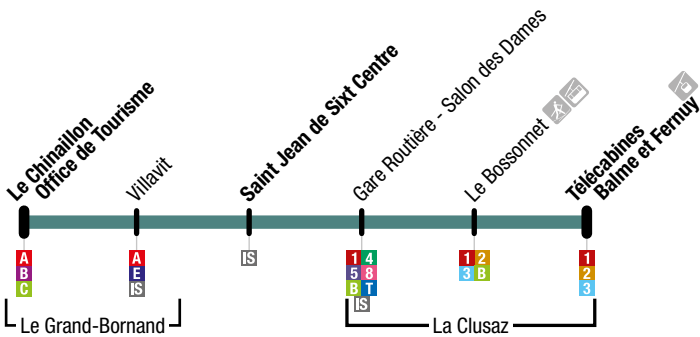 Le Chinaillon
Office de Tourisme
Villavit
Saint Jean de Sixt Centre
Gare Routière - Salon des Dames
Le Bossonnet
Télécabines
Balme et Fernuy
A
B
C
A
E
IS
IS
1 4
5 8
B T
IS
1 2
3 B
1
2
3
Le Grand-Bornand
La Clusaz